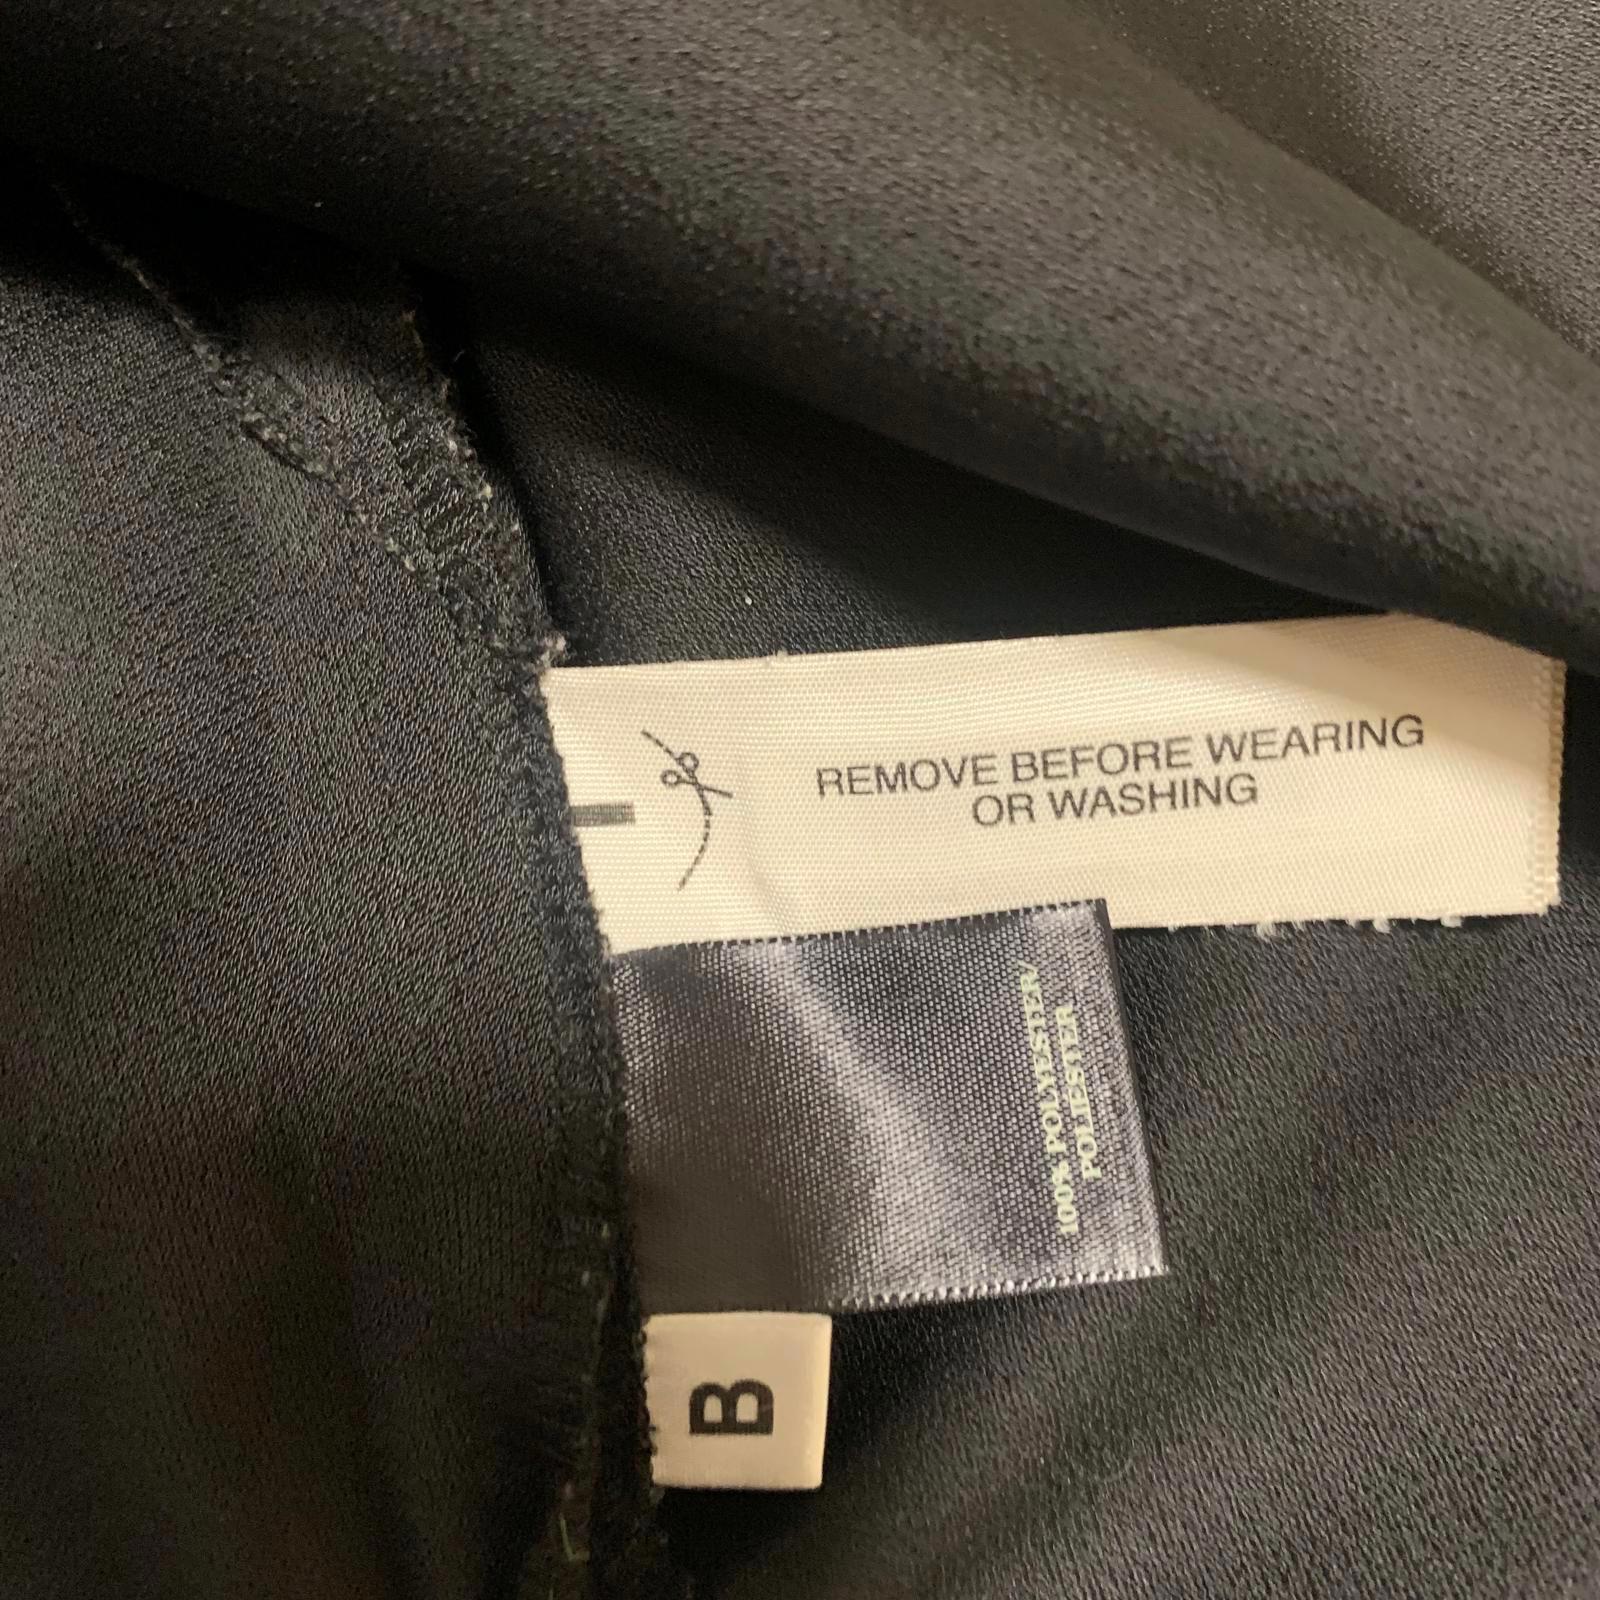 REMOVE BEFORE WEARING
OR WASHING
100% POLYESTER/
POLIESTER
B